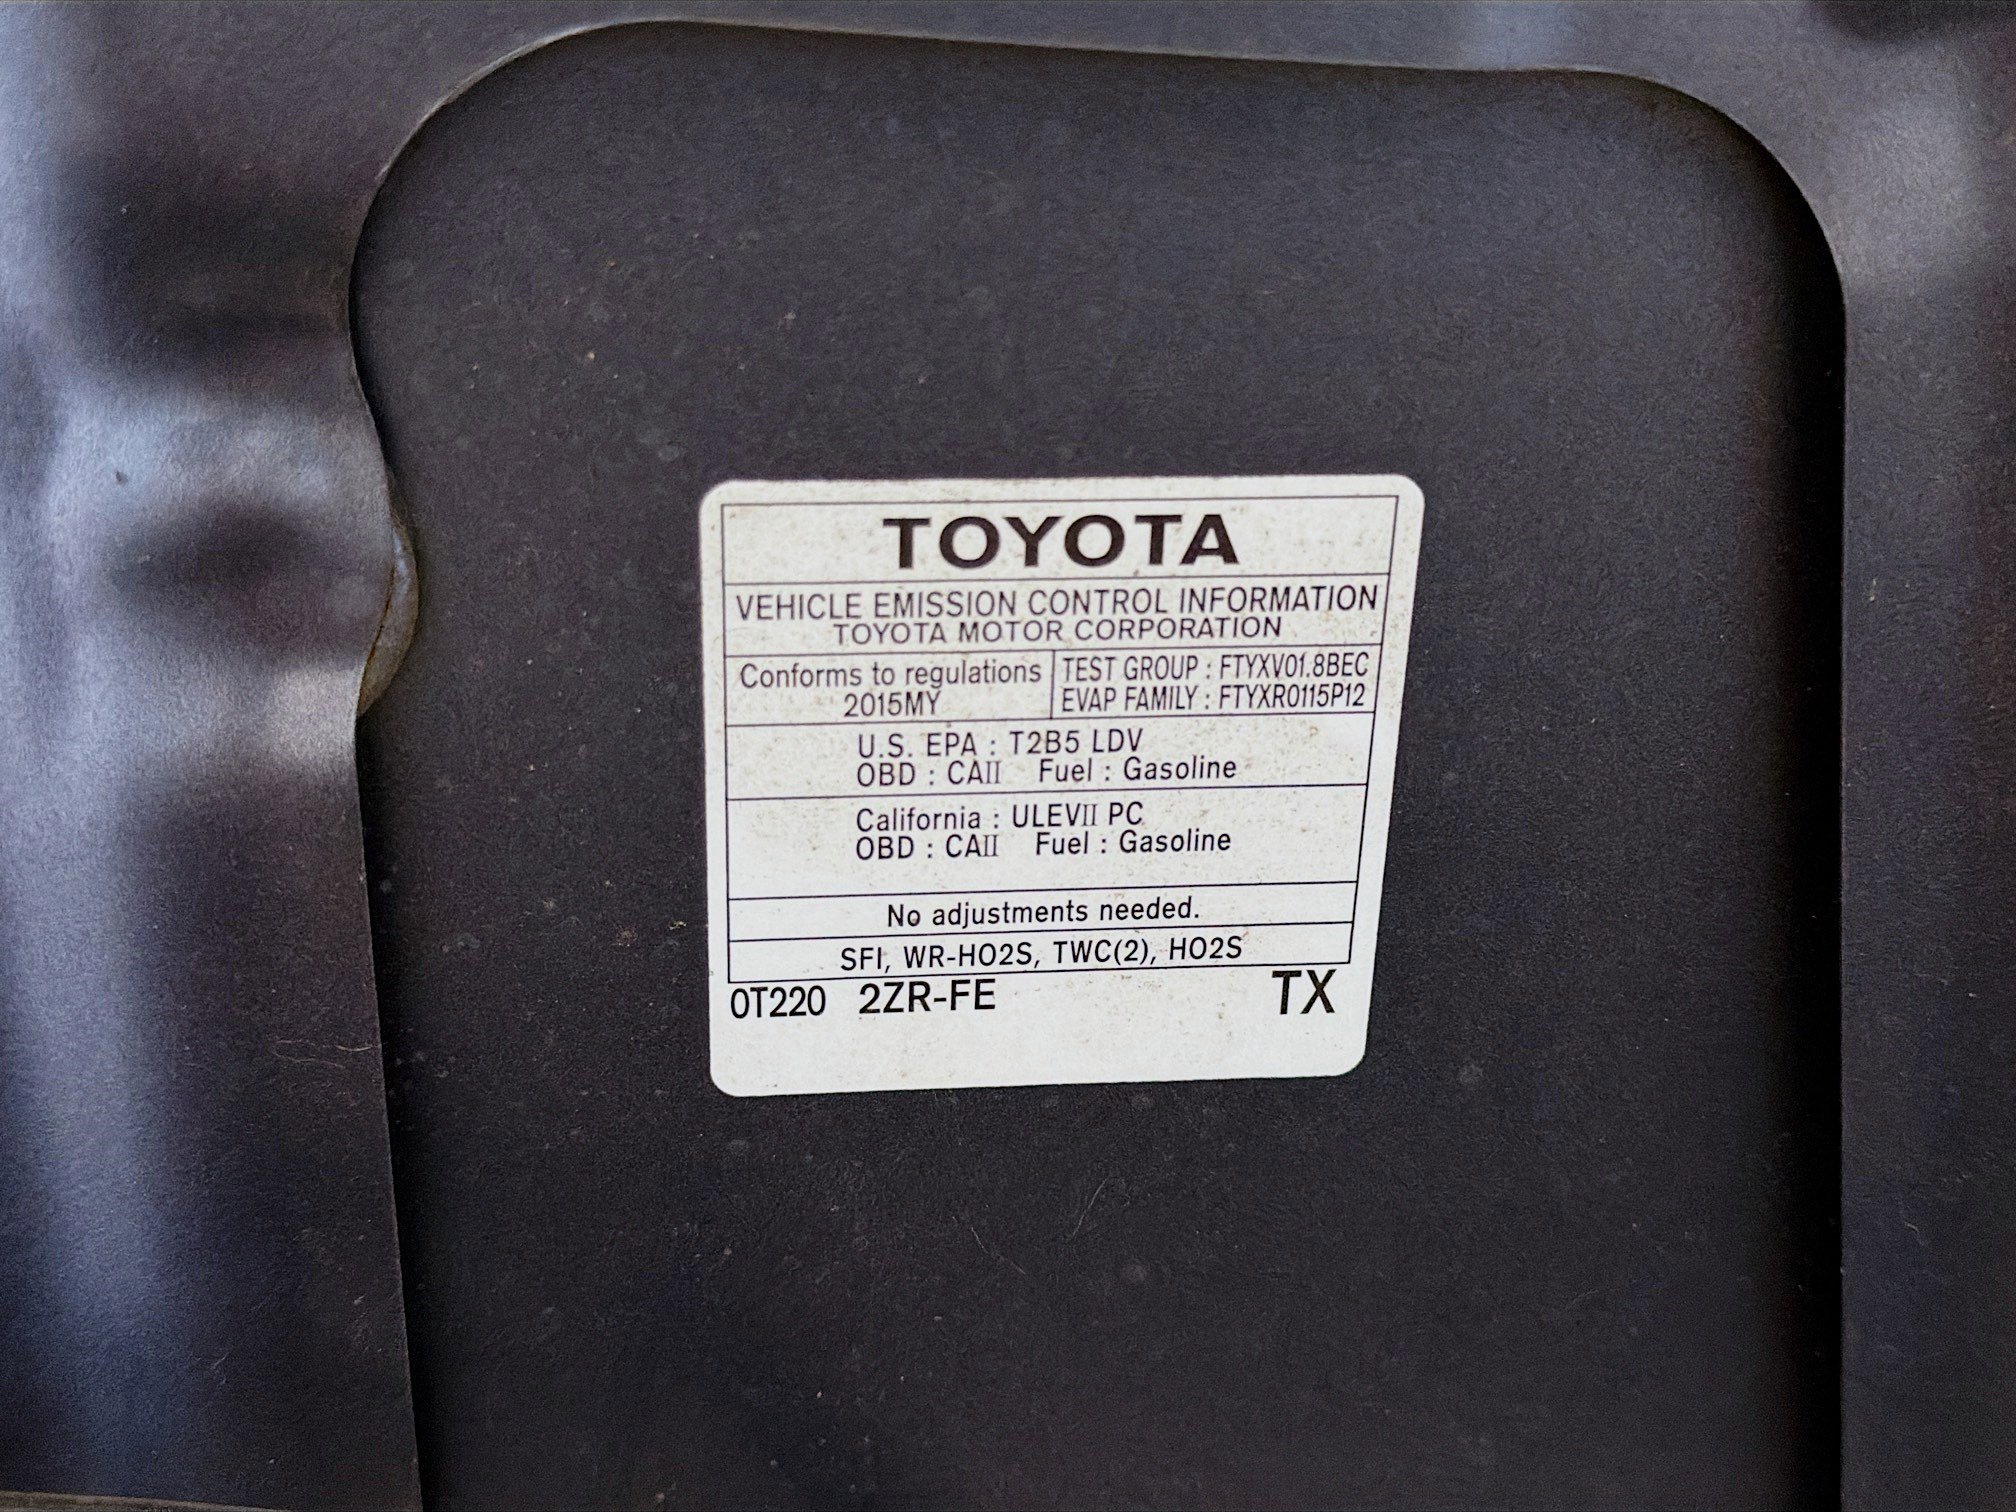 TOYOTA
VEHICLE EMISSION CONTROL INFORMATION
TOYOTA MOTOR CORPORATION
Conforms to regulations
2015MY
TEST GROUP : FTYXV01.8BEC
EVAP FAMILY : FTYXR0115P12
U.S. EPA : T2B5 LDV
OBD : CAII Fuel : Gasoline
California : ULEVII PC
OBD : CAII Fuel : Gasoline
No adjustments needed.
SFI, WR-HO2S, TWC(2), HO2S
0T220 2ZR-FE TX